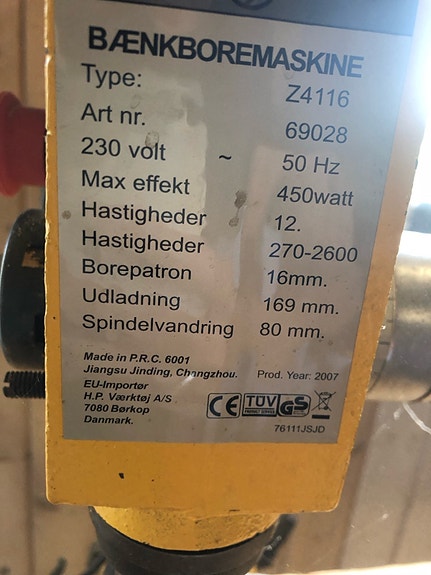 BÆNKBOREMASKINE
Type: Z4116
Art nr. 69028
230 volt ~ 50 Hz
Max effekt 450watt
Hastigheder 12.
Hastigheder 270-2600
Borepatron 16mm.
Udladning 169 mm.
Spindelvandring 80 mm.
Made in P.R.C. 6001
Jiangsu Jinding, Changzhou. Prod. Year: 2007
EU-Importør
H.P. Værktøj A/S
7080 Børkop
Danmark.
CE TÜV PRODUCT SERVICE GS
76111JSJD